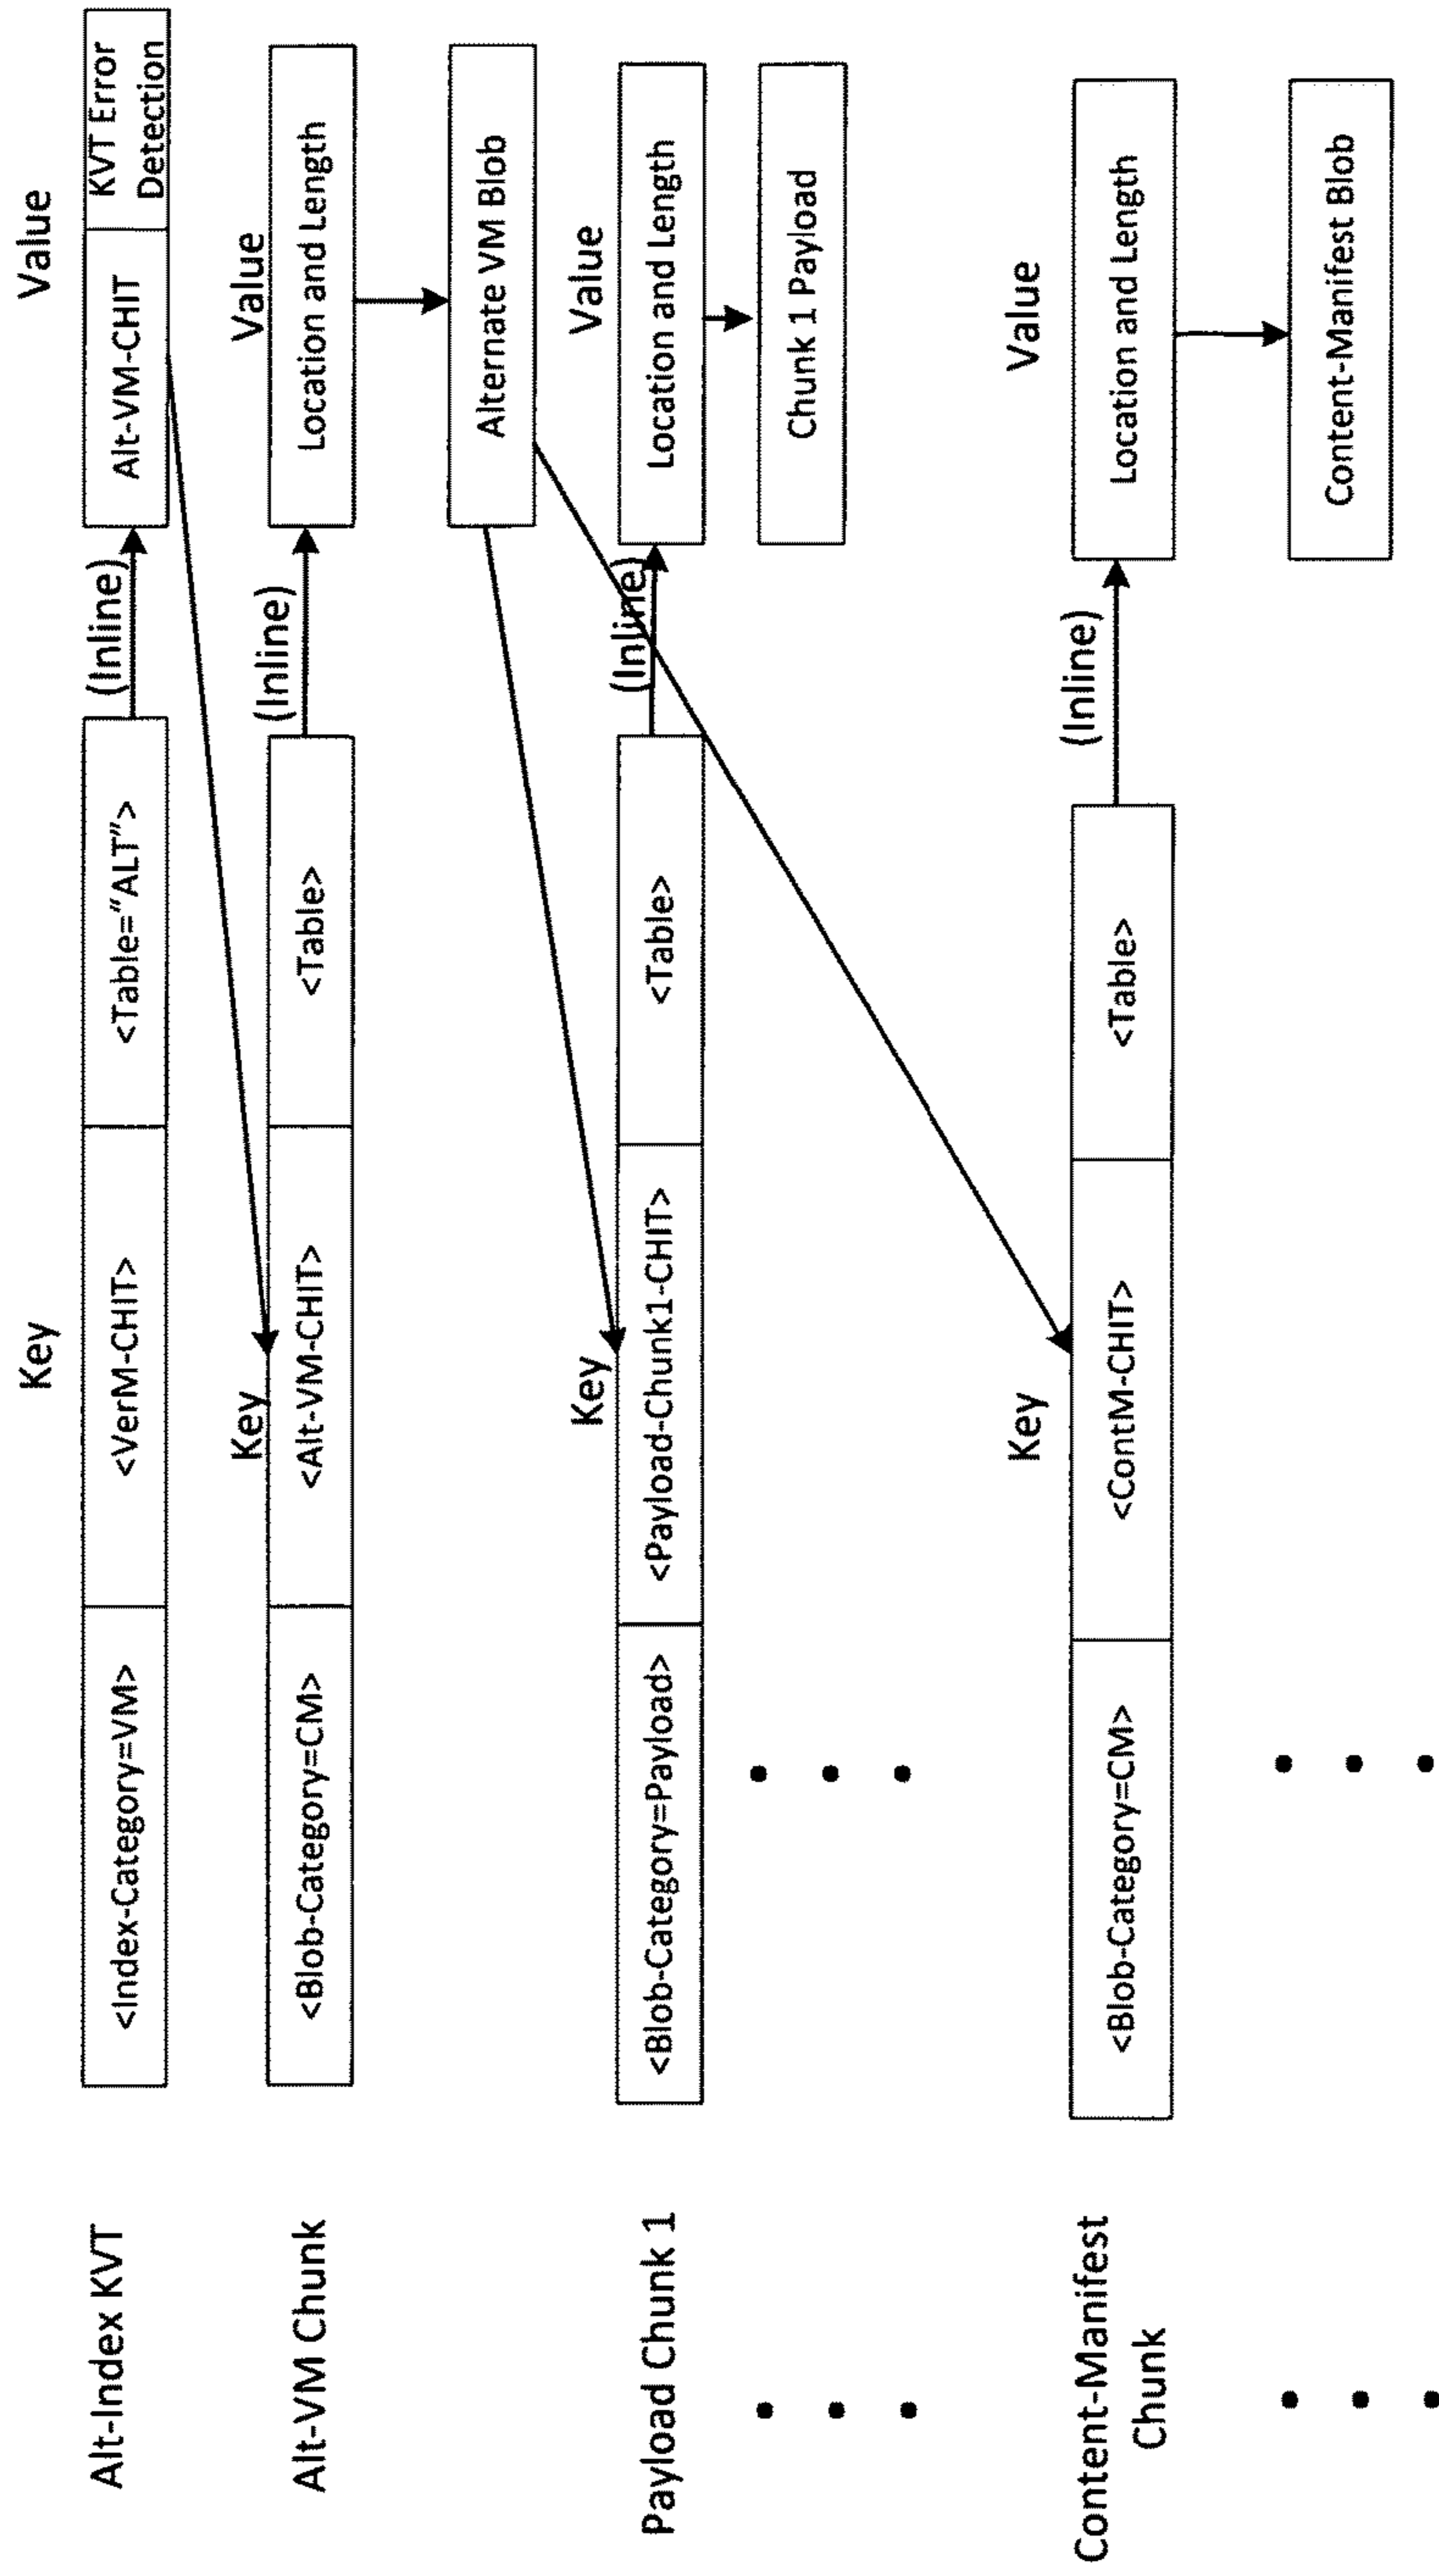 Key
Value
Alt-Index KVT
<Index-Category=VM>
<VerM-CHIT>
<Table="ALT">
(Inline)
Alt-VM-CHIT
KVT Error
Detection
Key
Value
Alt-VM Chunk
<Blob-Category=CM>
<Alt-VM-CHIT>
<Table>
(Inline)
Location and Length
Alternate VM Blob
Key
Value
Payload Chunk 1
<Blob-Category=Payload>
<Payload-Chunk1-CHIT>
<Table>
(Inline)
Location and Length
Chunk 1 Payload
Key
Value
Content-Manifest
Chunk
<Blob-Category=CM>
<ContM-CHIT>
<Table>
(Inline)
Location and Length
Content-Manifest Blob